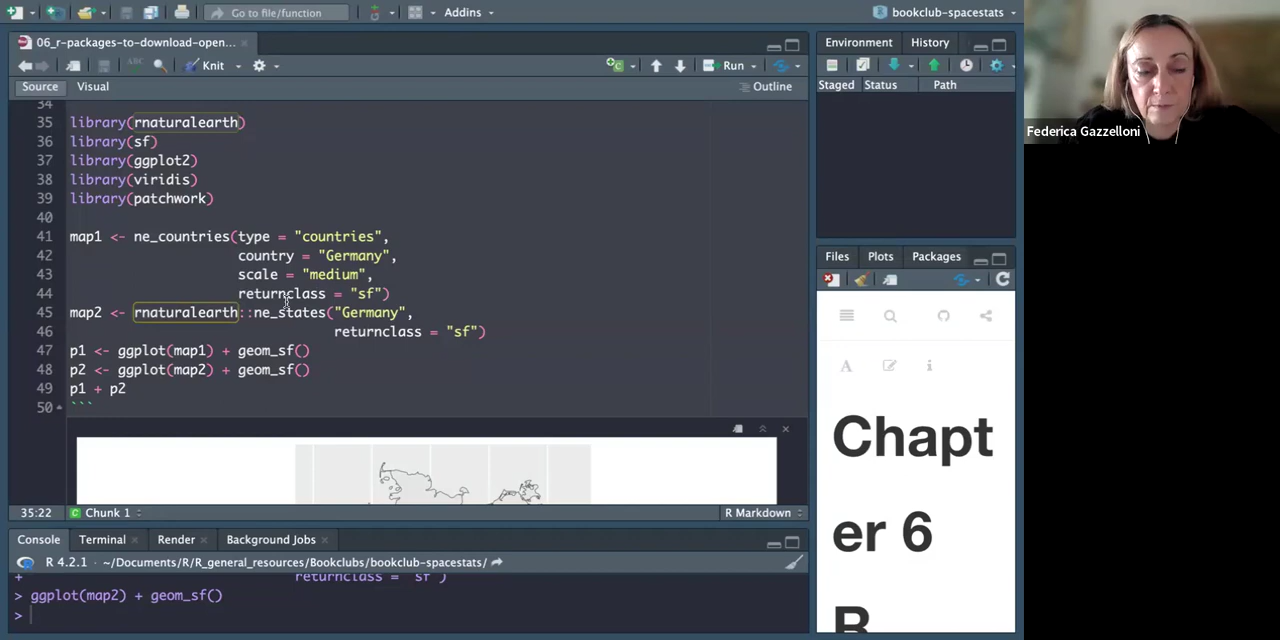 Go to file/function
Addins
bookclub-spacestats
06_r-packages-to-download-open...
Knit
Run
Source Visual
Outline
34
35 library(rnaturalearth)
36 library(sf)
37 library(ggplot2)
38 library(viridis)
39 library(patchwork)
40
41 map1 <- ne_countries(type = "countries",
42 country = "Germany",
43 scale = "medium",
44 returnclass = "sf")
45 map2 <- rnaturalearth::ne_states("Germany",
46 returnclass = "sf")
47 p1 <- ggplot(map1) + geom_sf()
48 p2 <- ggplot(map2) + geom_sf()
49 p1 + p2
50 ```
35:22 Chunk 1 R Markdown
Console Terminal Render Background Jobs
R 4.2.1 · ~/Documents/R/R_general_resources/Bookclubs/bookclub-spacestats/
+ returnclass = "sf")
> ggplot(map2) + geom_sf()
>
Environment History
Staged Status Path
Files Plots Packages
Chapt
er 6
R
Federica Gazzelloni